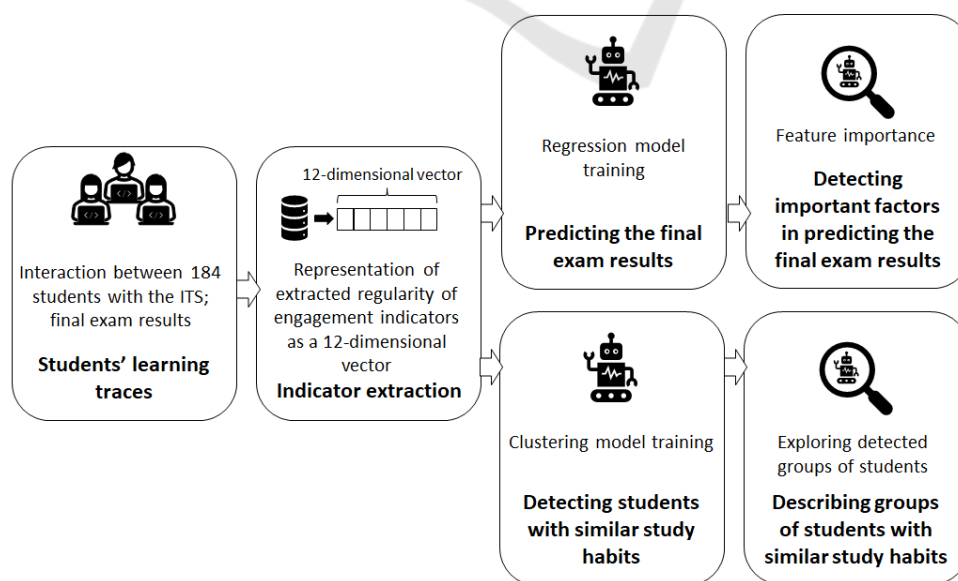 Interaction between 184
students with the ITS;
final exam results
Students' learning
traces
12-dimensional vector
Representation of
extracted regularity of
engagement indicators
as a 12-dimensional
vector
Indicator extraction
Regression model
training
Predicting the final
exam results
Feature importance
Detecting
important factors
in predicting the
final exam results
Clustering model training
Detecting students
with similar study
habits
Exploring detected
groups of students
Describing groups
of students with
similar study habits